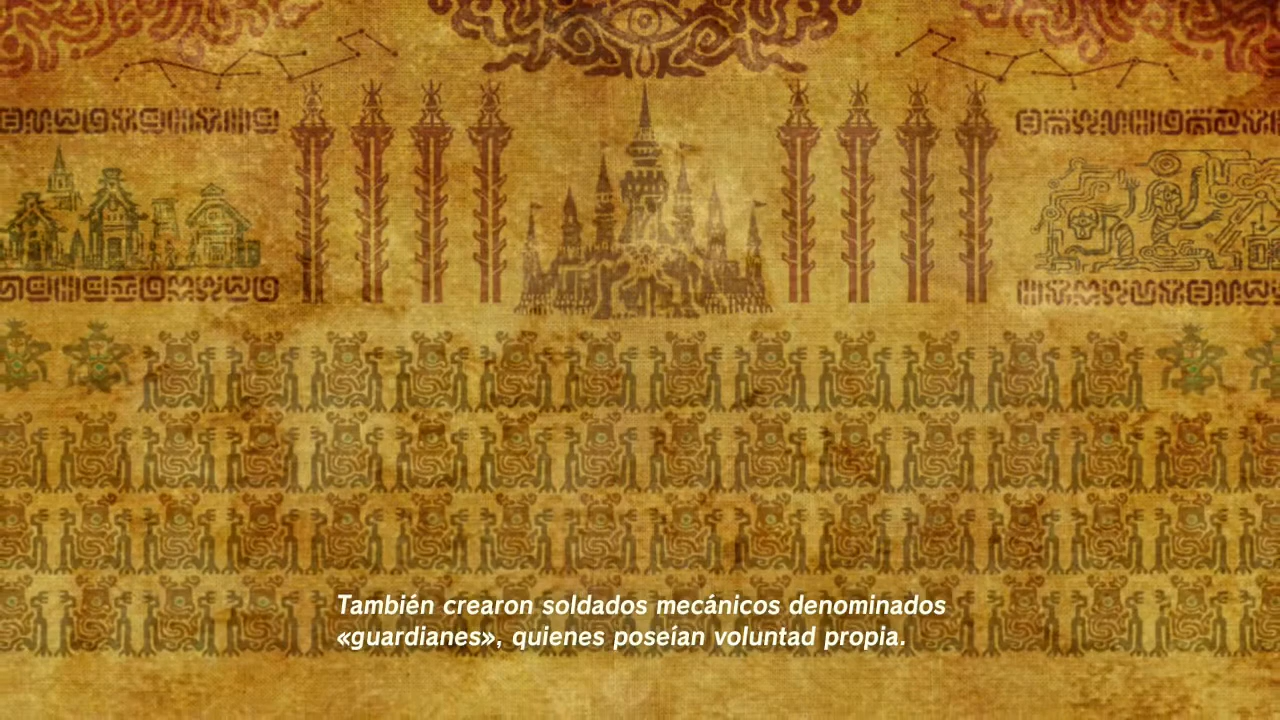 También crearon soldados mecánicos denominados
«guardianes», quienes poseían voluntad propia.